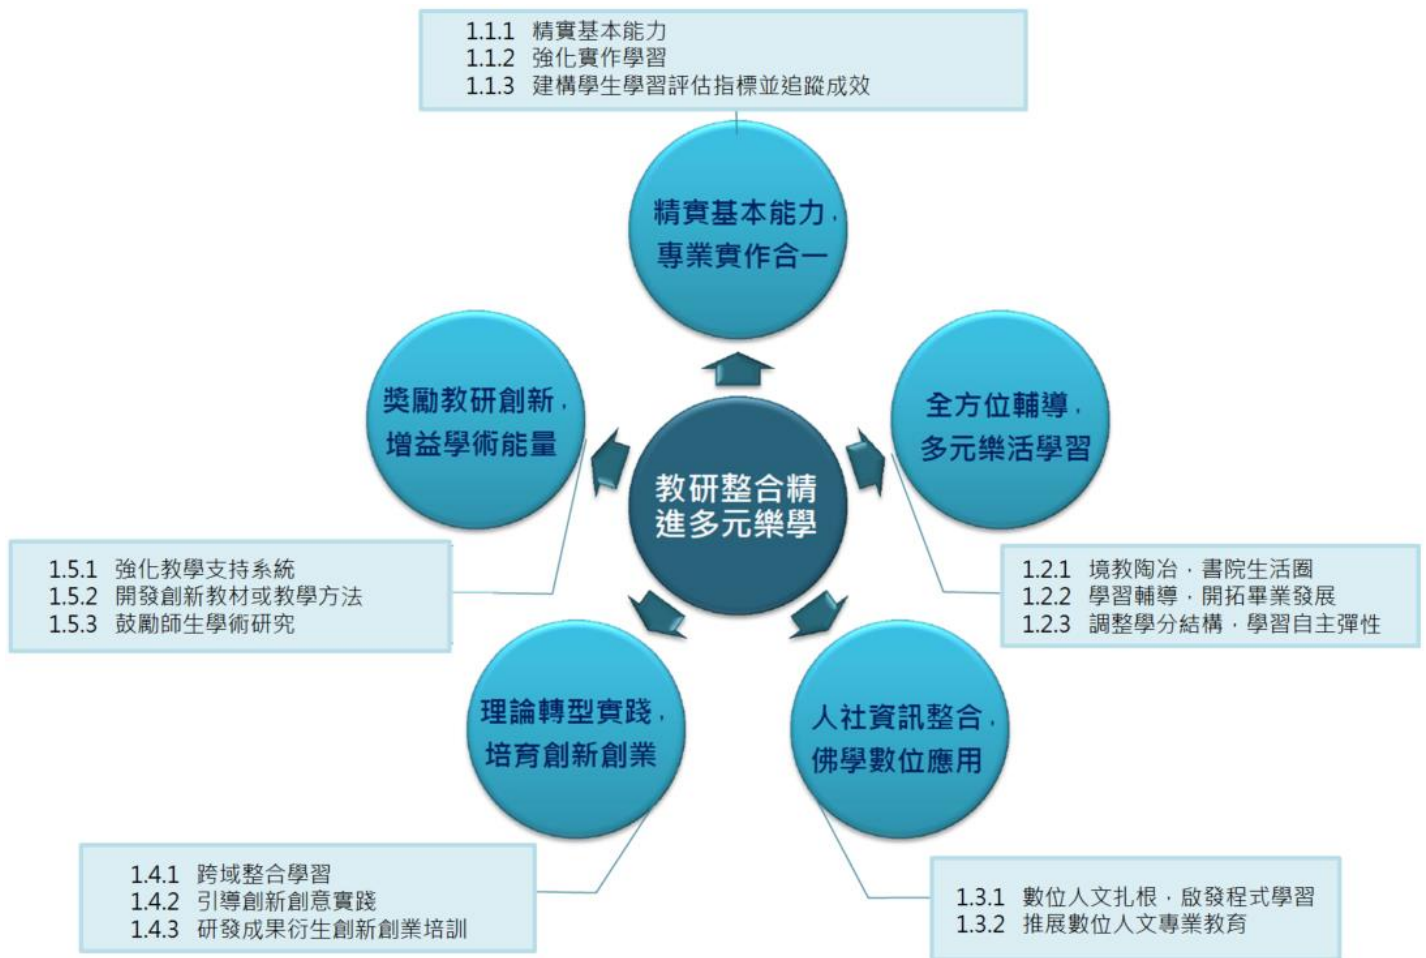 1.1.1 精實基本能力
1.1.2 強化實作學習
1.1.3 建構學生學習評估指標並追蹤成效
精實基本能力，
專業實作合一
獎勵教研創新，
增益學術能量
全方位輔導，
多元樂活學習
教研整合精
進多元樂學
1.5.1 強化教學支持系統
1.5.2 開發創新教材或教學方法
1.5.3 鼓勵師生學術研究
1.2.1 境教陶冶，書院生活圈
1.2.2 學習輔導，開拓畢業發展
1.2.3 調整學分結構，學習自主彈性
理論轉型實踐，
培育創新創業
人社資訊整合，
佛學數位應用
1.4.1 跨域整合學習
1.4.2 引導創新創意實踐
1.4.3 研發成果衍生創新創業培訓
1.3.1 數位人文扎根，啟發程式學習
1.3.2 推展數位人文專業教育